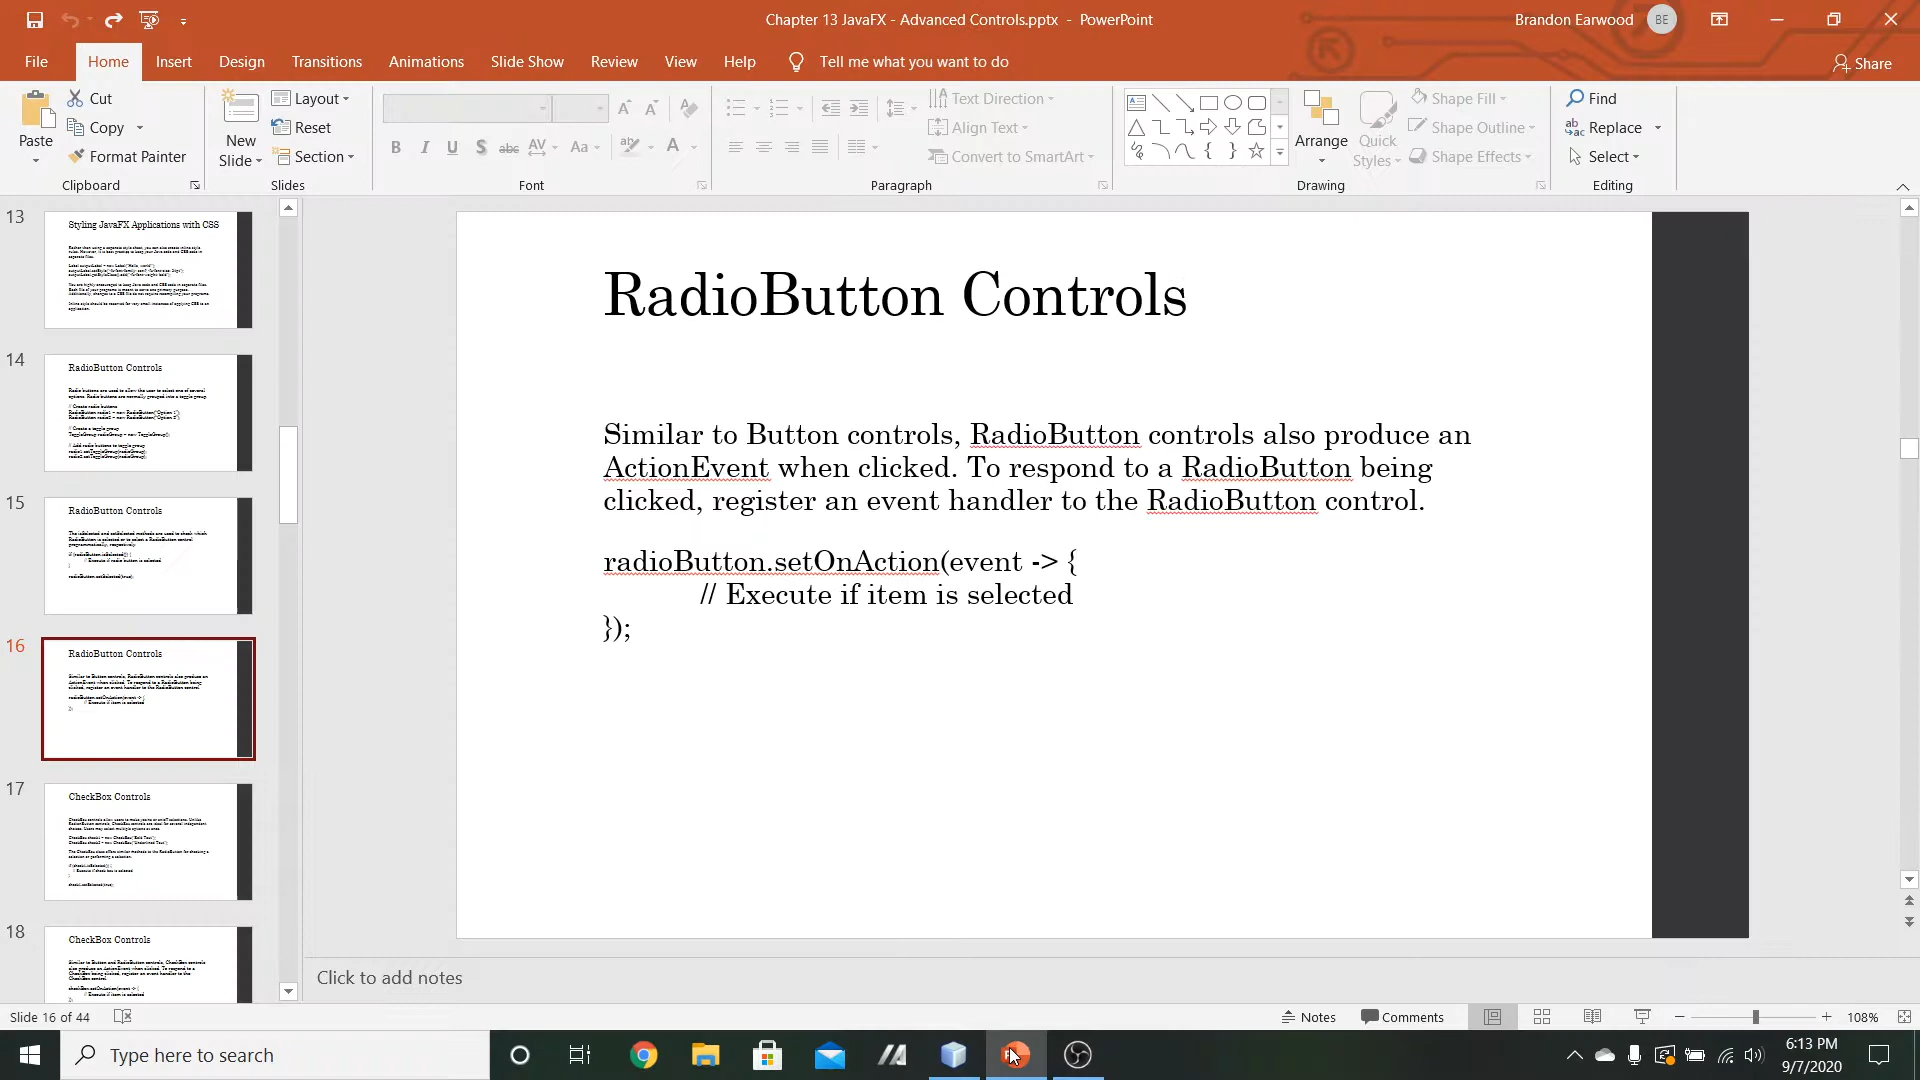 Chapter 13 JavaFX - Advanced Controls.pptx - PowerPoint
Brandon Earwood
BE
File
Home
Insert
Design
Transitions
Animations
Slide Show
Review
View
Help
Tell me what you want to do
Share
Paste
Cut
Copy
Format Painter
Clipboard
New
Slide
Layout
Reset
Section
Slides
Font
Text Direction
Align Text
Convert to SmartArt
Paragraph
Arrange
Quick
Styles
Shape Fill
Shape Outline
Shape Effects
Drawing
Find
Replace
Select
Editing
13
Styling JavaFX Applications with CSS
14
RadioButton Controls
15
RadioButton Controls
16
RadioButton Controls
17
CheckBox Controls
18
CheckBox Controls
RadioButton Controls
Similar to Button controls, RadioButton controls also produce an
ActionEvent when clicked. To respond to a RadioButton being
clicked, register an event handler to the RadioButton control.
radioButton.setOnAction(event -> {
// Execute if item is selected
});
Click to add notes
Slide 16 of 44
Notes
Comments
108%
Type here to search
6:13 PM
9/7/2020